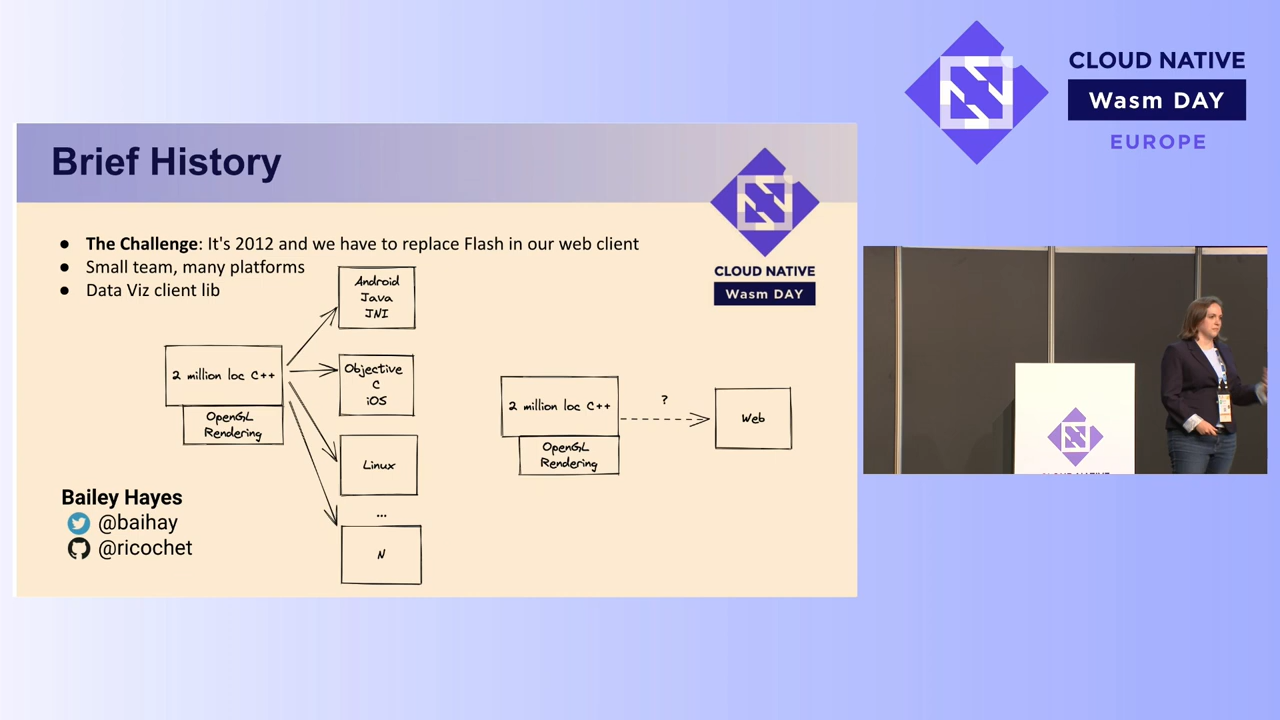 CLOUD NATIVE
Wasm DAY
EUROPE
Brief History
CLOUD NATIVE
Wasm DAY
● The Challenge: It's 2012 and we have to replace Flash in our web client
● Small team, many platforms
● Data Viz client lib
Android
Java
JNI
2 million loc C++
OpenGL
Rendering
Objective
C
iOS
Linux
...
N
2 million loc C++
OpenGL
Rendering
?
Web
Bailey Hayes
@baihay
@ricochet